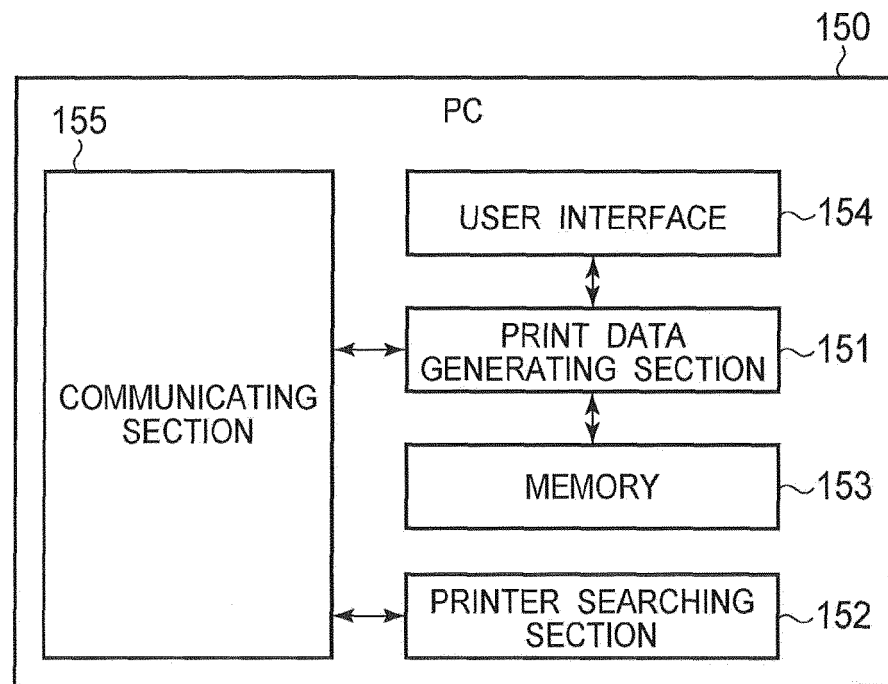 150
PC
155
USER INTERFACE
154
PRINT DATA
GENERATING SECTION
151
COMMUNICATING
SECTION
MEMORY
153
PRINTER SEARCHING
SECTION
152